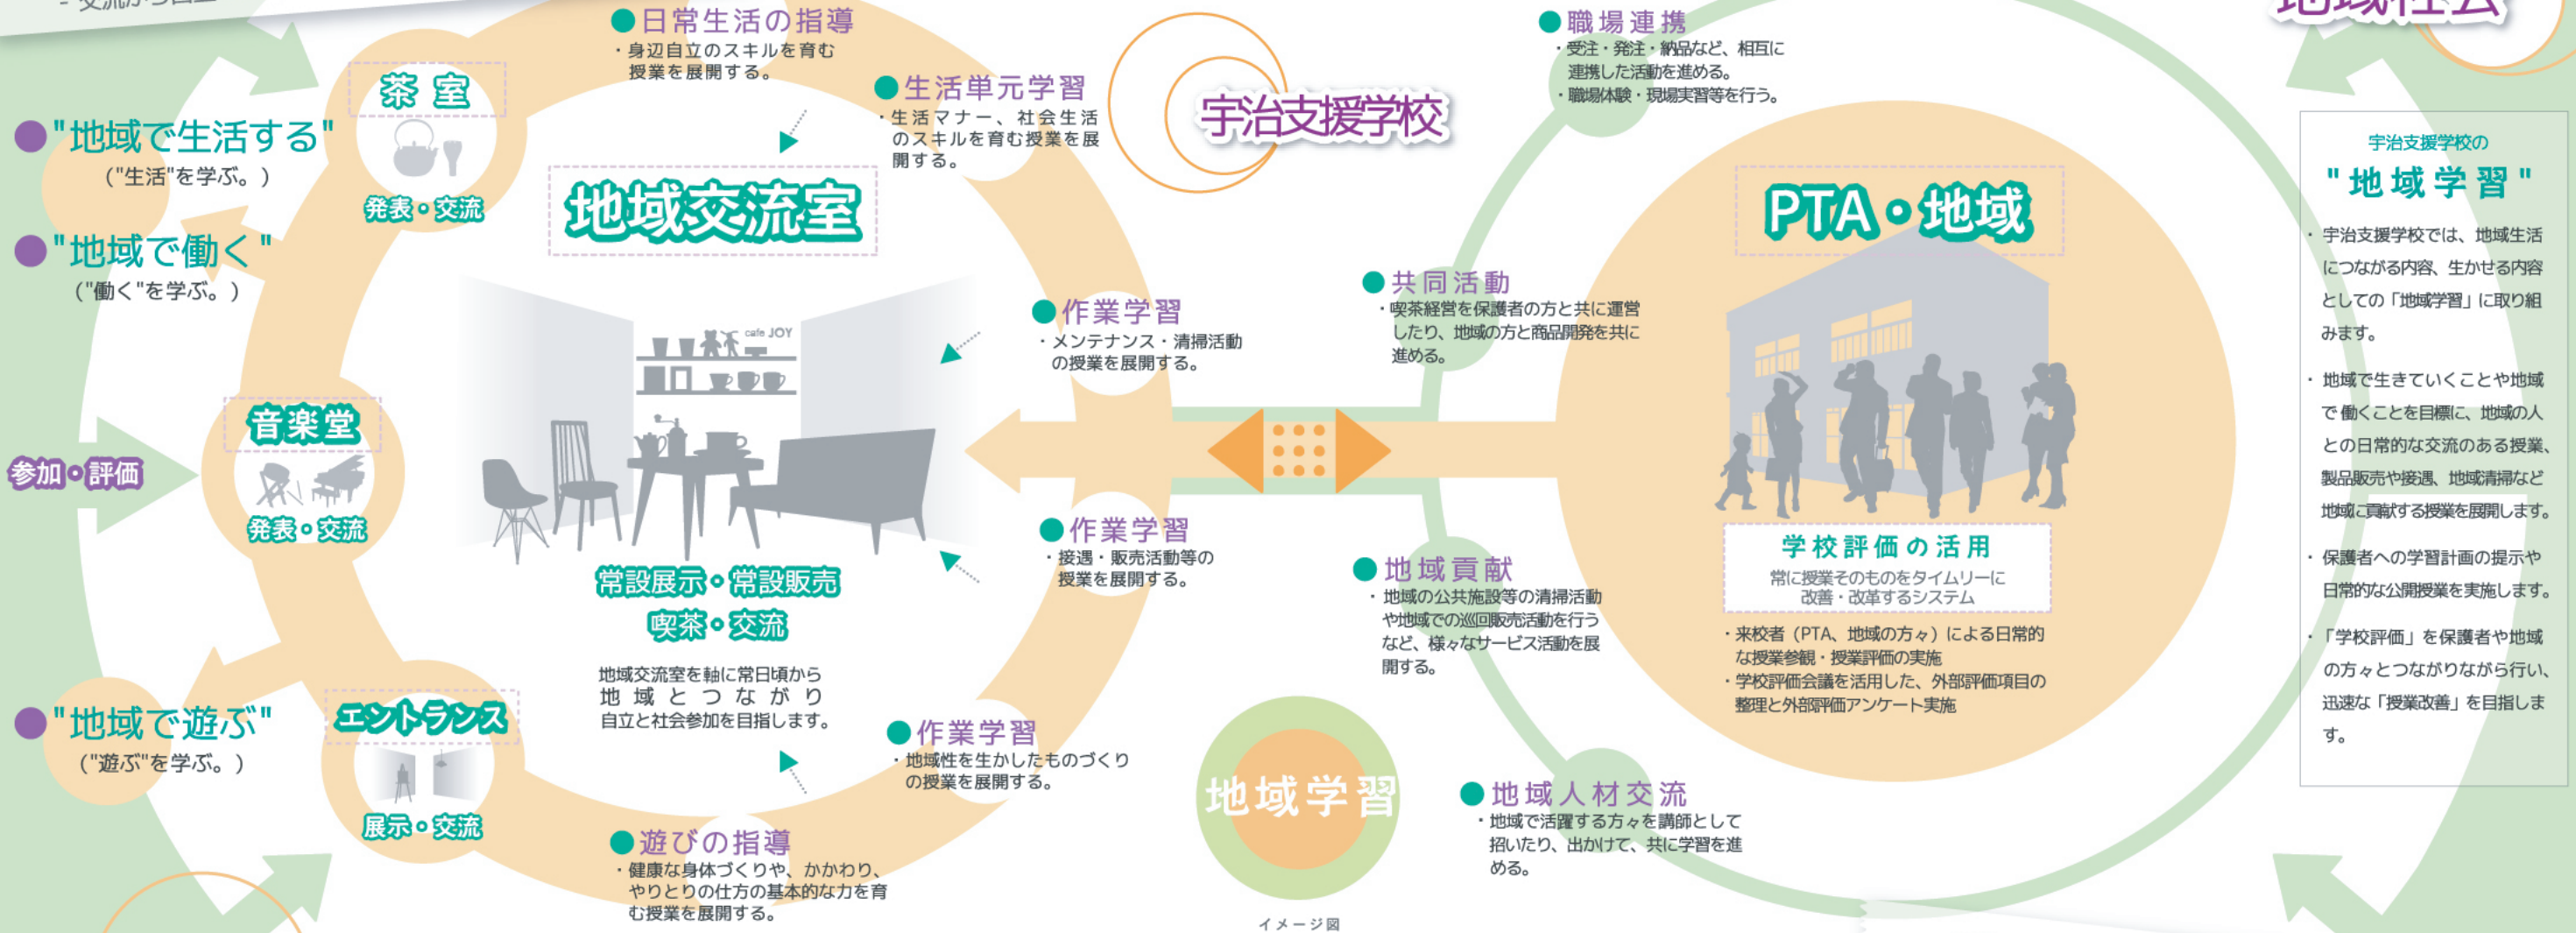 地域社会
宇治支援学校
● "地域で生活する"
("生活"を学ぶ。)
● "地域で働く"
("働く"を学ぶ。)
参加・評価
● "地域で遊ぶ"
("遊ぶ"を学ぶ。)
茶室
発表・交流
音楽堂
発表・交流
エントランス
展示・交流
● 日常生活の指導
・身辺自立のスキルを育む
授業を展開する。
● 生活単元学習
・生活マナー、社会生活
のスキルを育む授業を展
開する。
地域交流室
cafe JOY
常設展示・常設販売
喫茶・交流
地域交流室を軸に常日頃から
地域とつながり
自立と社会参加を目指します。
● 作業学習
・メンテナンス・清掃活動
の授業を展開する。
● 作業学習
・接遇・販売活動等の
授業を展開する。
● 作業学習
・地域性を生かしたものづくり
の授業を展開する。
● 遊びの指導
・健康な身体づくりや、かかわり、
やりとりの仕方の基本的な力を育
む授業を展開する。
● 職場連携
・受注・発注・納品など、相互に
連携した活動を進める。
・職場体験・現場実習等を行う。
● 共同活動
・喫茶経営を保護者の方と共に運営
したり、地域の方と商品開発を共に
進める。
● 地域貢献
・地域の公共施設等の清掃活動
や地域での巡回販売活動を行う
など、様々なサービス活動を展
開する。
● 地域人材交流
・地域で活躍する方々を講師として
招いたり、出かけて、共に学習を進
める。
地域学習
イメージ図
PTA・地域
学校評価の活用
常に授業そのものをタイムリーに
改善・改革するシステム
・来校者（PTA、地域の方々）による日常的
な授業参観・授業評価の実施
・学校評価会議を活用した、外部評価項目の
整理と外部評価アンケート実施
宇治支援学校の
"地域学習"
・宇治支援学校では、地域生活
につながる内容、生かせる内容
としての「地域学習」に取り組
みます。
・地域で生きていくことや地域
で働くことを目標に、地域の人
との日常的な交流のある授業、
製品販売や接遇、地域清掃など
地域に貢献する授業を展開します。
・保護者への学習計画の提示や
日常的な公開授業を実施します。
・「学校評価」を保護者や地域
の方々とつながりながら行い、
迅速な「授業改善」を目指しま
す。